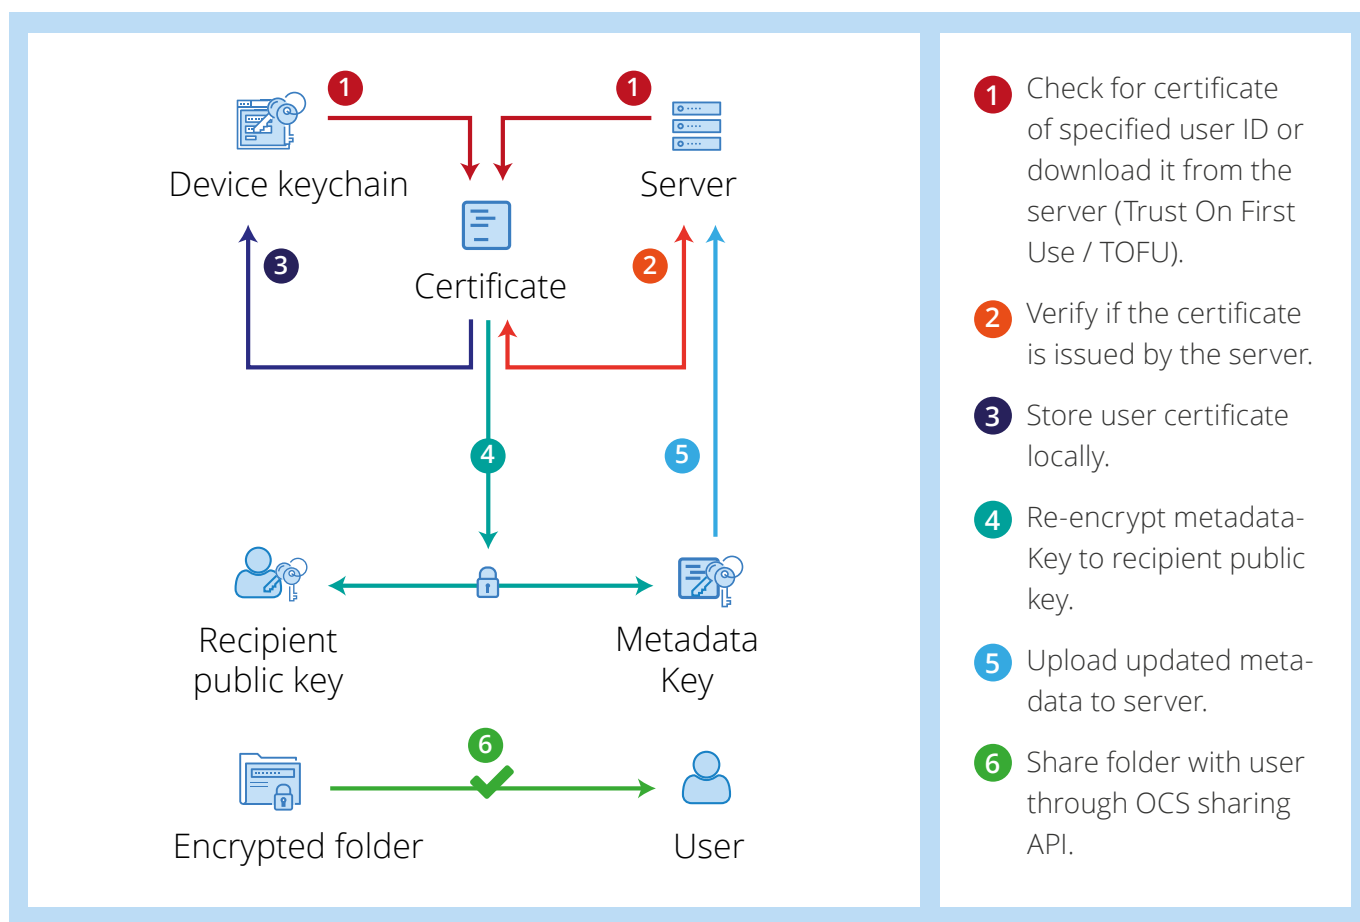 1
1
Device keychain
Server
3
2
Certificate
4
5
Recipient
public key
Metadata
Key
6
Encrypted folder
User
1 Check for certificate
of specified user ID or
download it from the
server (Trust On First
Use / TOFU).
2 Verify if the certificate
is issued by the server.
3 Store user certificate
locally.
4 Re-encrypt metadata-
Key to recipient public
key.
5 Upload updated meta-
data to server.
6 Share folder with user
through OCS sharing
API.